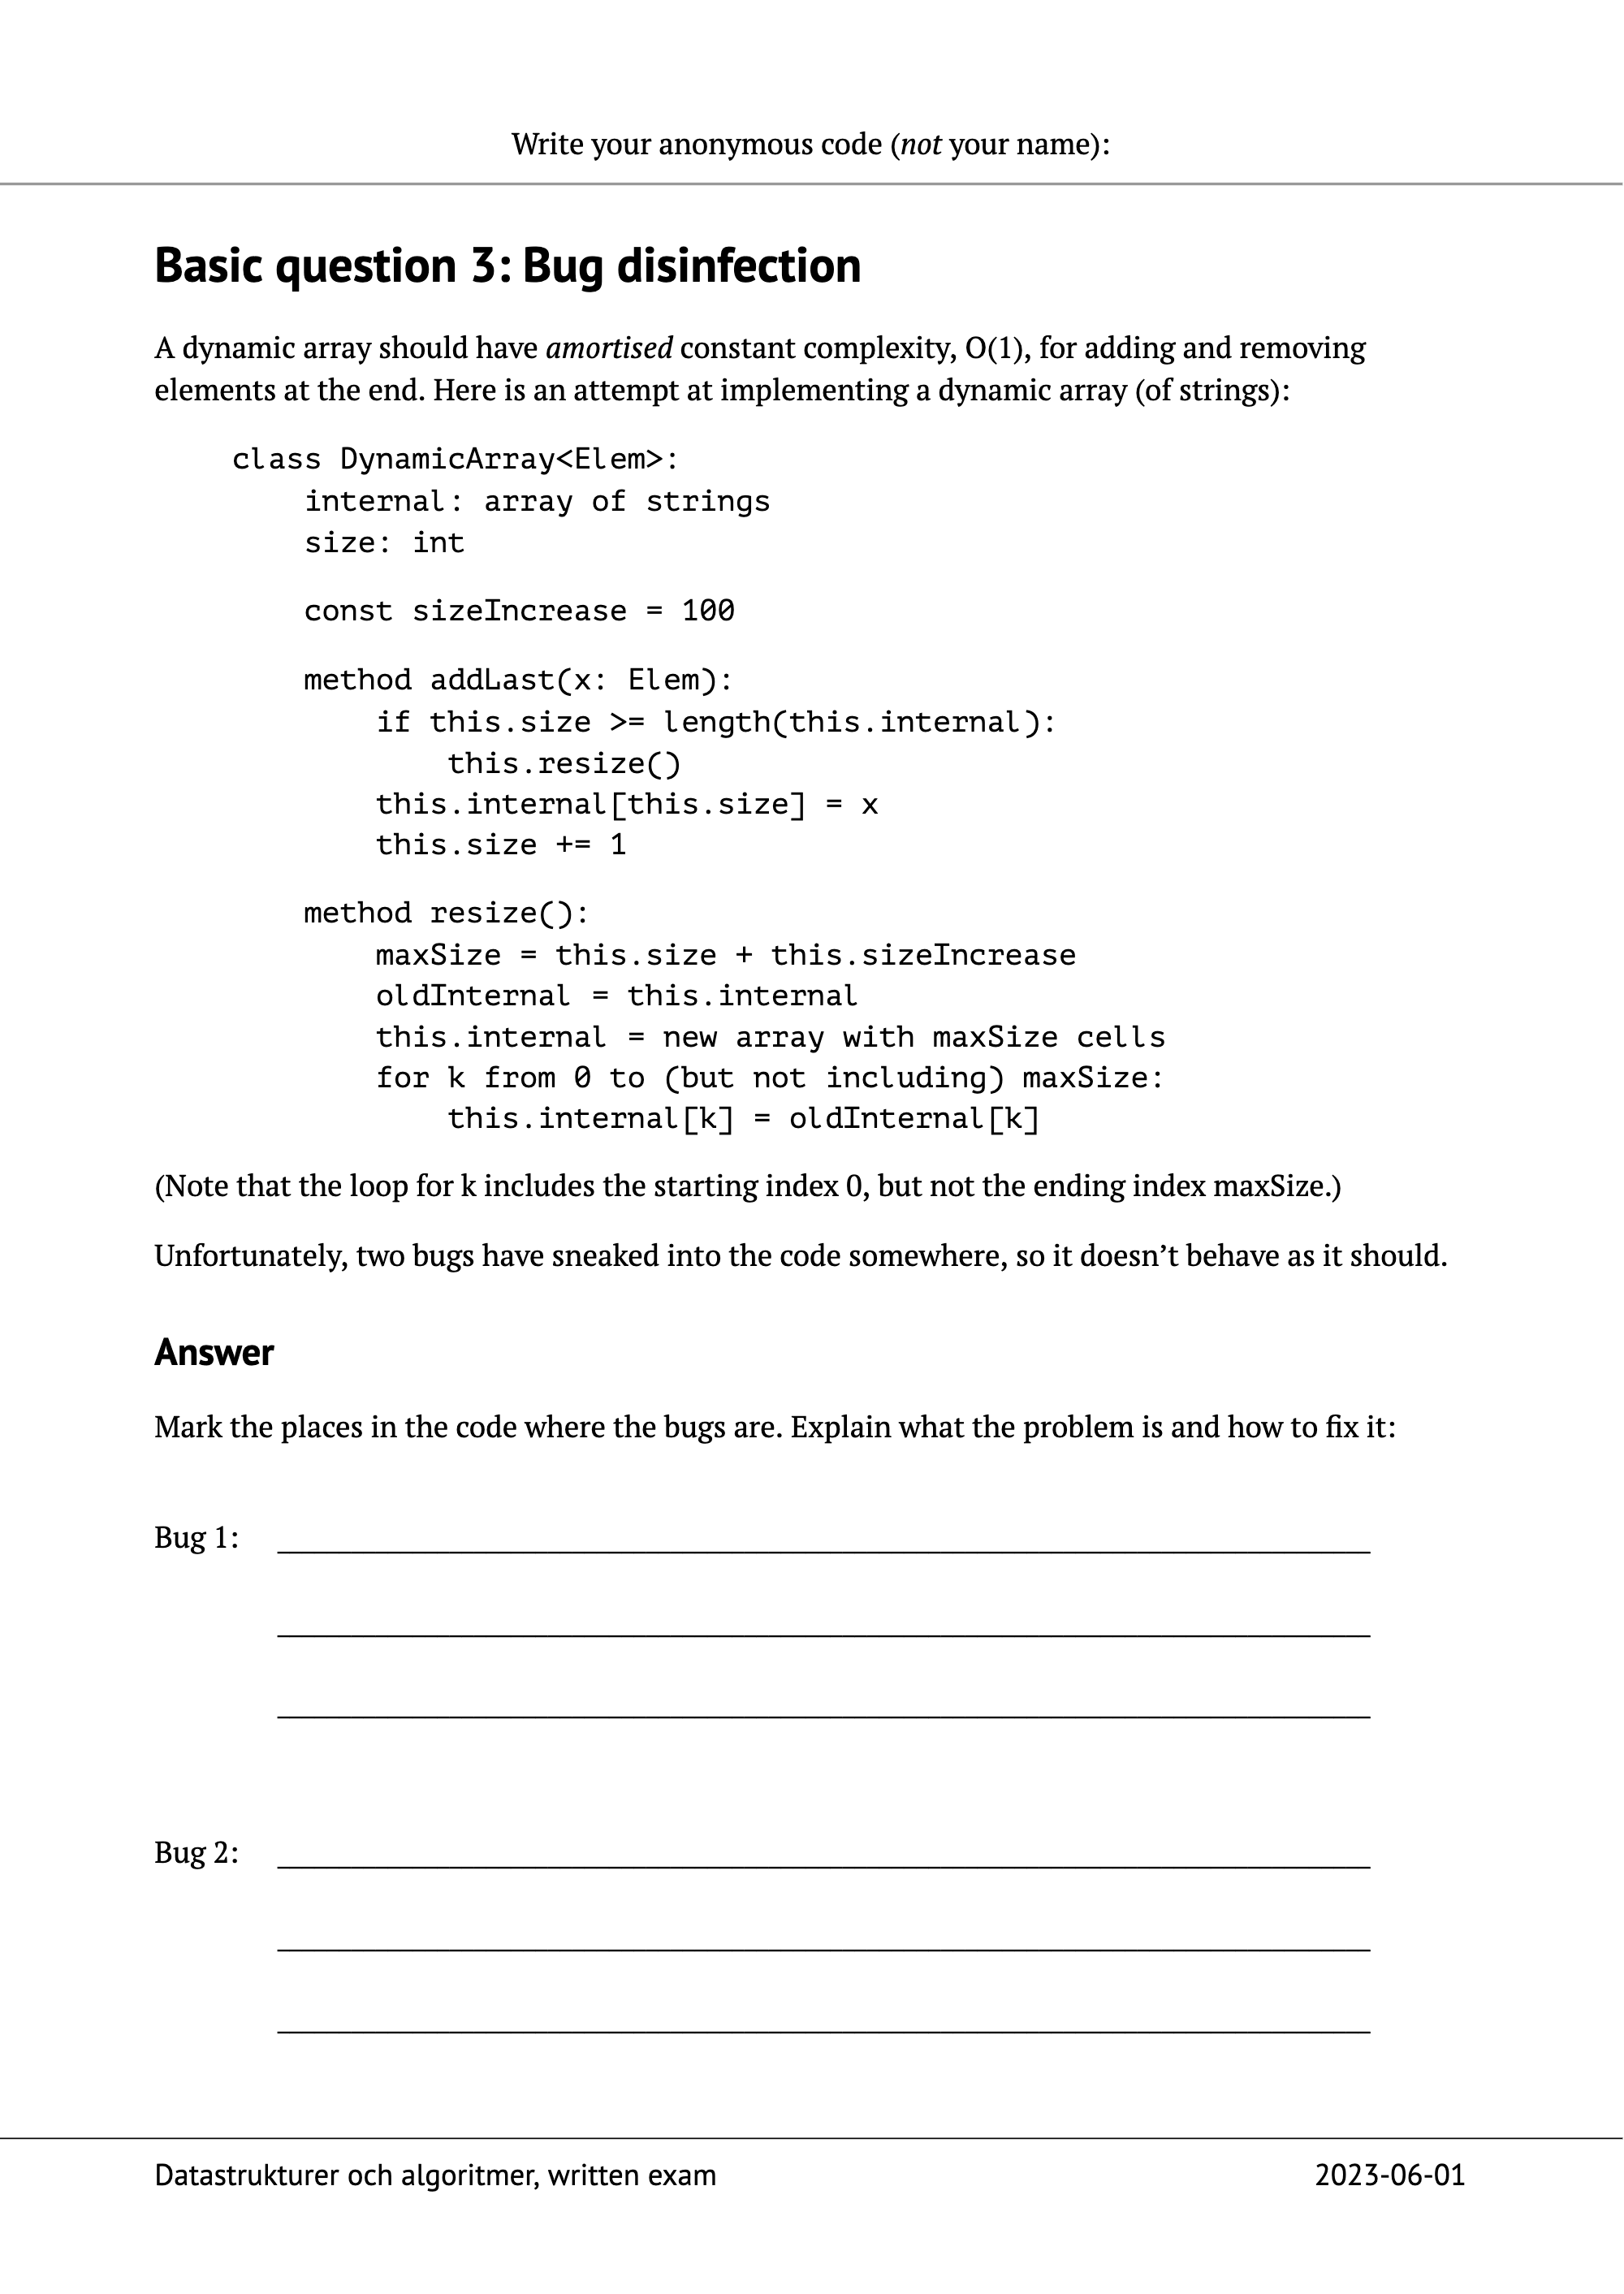 Write your anonymous code (not your name):
Basic question 3: Bug disinfection
A dynamic array should have amortised constant complexity, O(1), for adding and removing
elements at the end. Here is an attempt at implementing a dynamic array (of strings):
class DynamicArray<Elem>:
    internal: array of strings
    size: int
    const sizeIncrease = 100
    method addLast(x: Elem):
        if this.size >= length(this.internal):
            this.resize()
        this.internal[this.size] = x
        this.size += 1
    method resize():
        maxSize = this.size + this.sizeIncrease
        oldInternal = this.internal
        this.internal = new array with maxSize cells
        for k from 0 to (but not including) maxSize:
            this.internal[k] = oldInternal[k]
(Note that the loop for k includes the starting index 0, but not the ending index maxSize.)
Unfortunately, two bugs have sneaked into the code somewhere, so it doesn’t behave as it should.
Answer
Mark the places in the code where the bugs are. Explain what the problem is and how to fix it:
Bug 1:
Bug 2:
Datastrukturer och algoritmer, written exam 2023-06-01